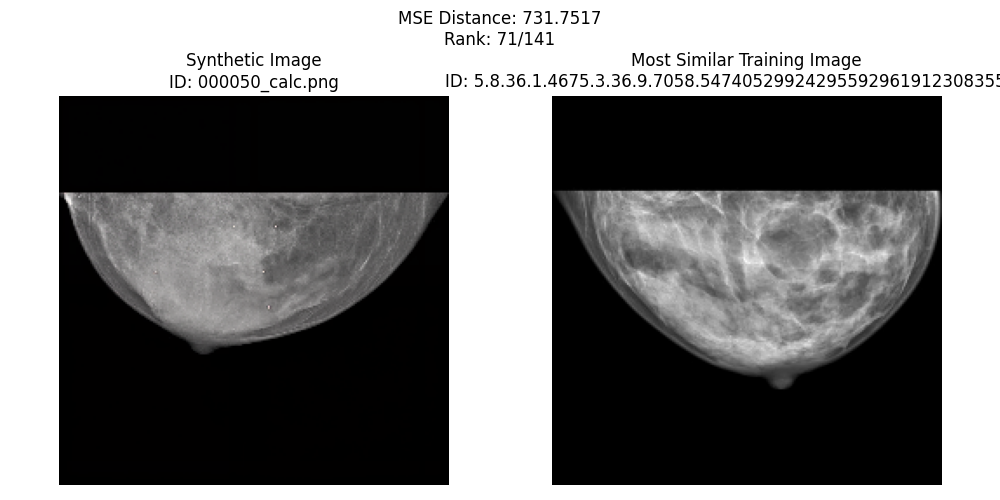 MSE Distance: 731.7517
Rank: 71/141
Synthetic Image
ID: 000050_calc.png
Most Similar Training Image
ID: 5.8.36.1.4675.3.36.9.7058.54740529924295592961912308355